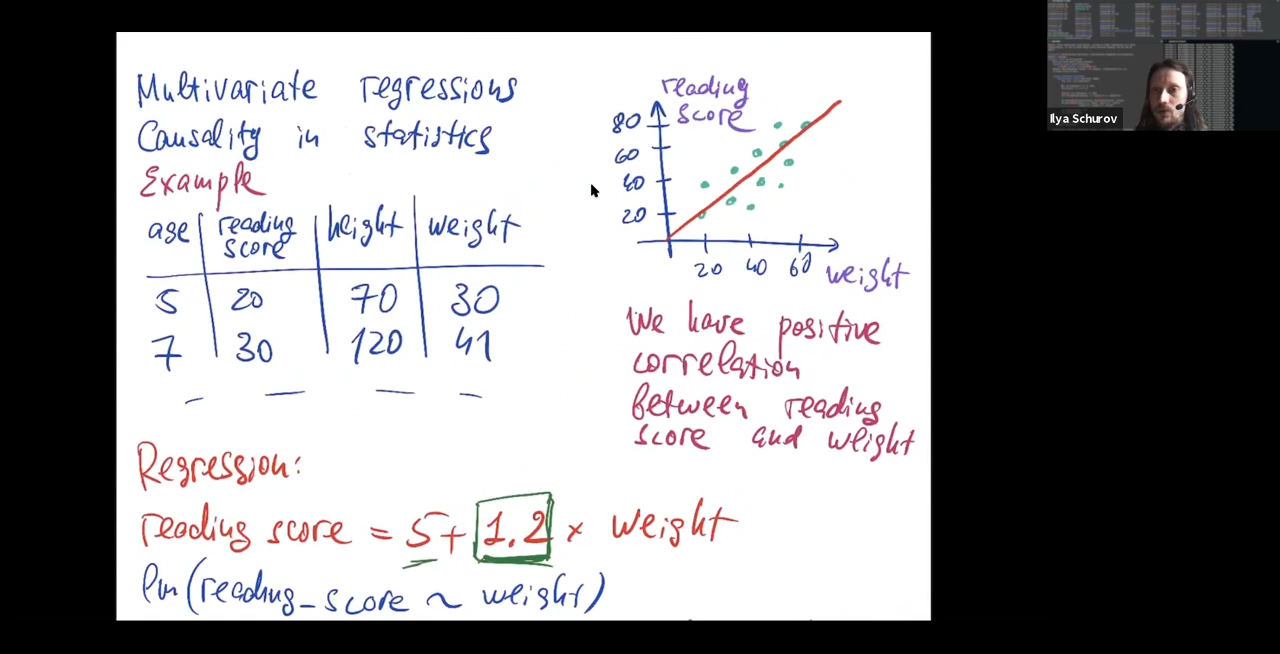 Multivariate regressions
Causality in statistics
Example
age reading score height weight
5 20 70 30
7 30 120 41
Regression:
reading score = 5 + 1.2 × weight
lm(reading_score ~ weight)
reading
score
80
60
40
20
20 40 60 weight
We have positive
correlation
between reading
score and weight
Ilya Schurov